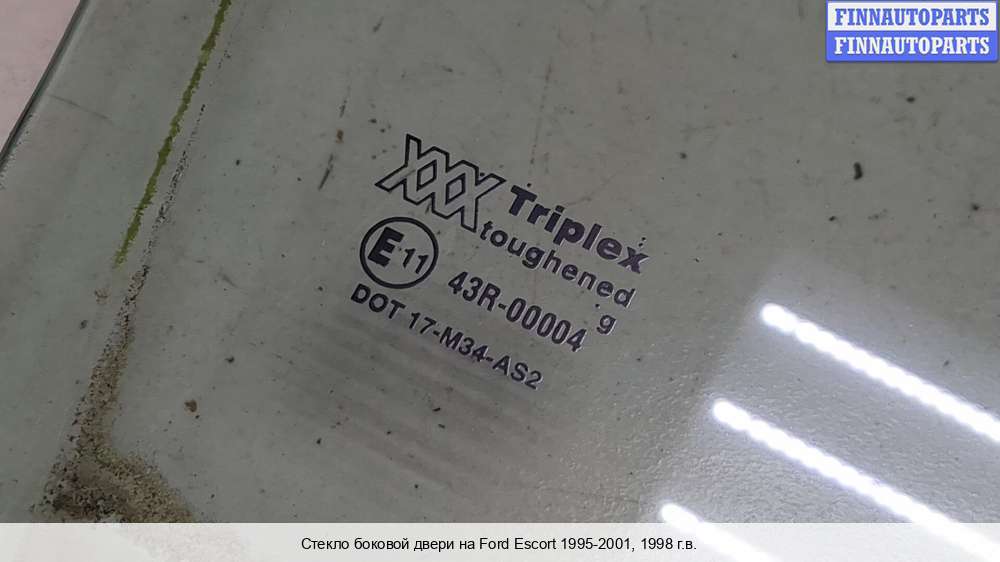 FINNAUTOPARTS
FINNAUTOPARTS
XXX Triplex
toughened
E 11
43R-00004
g
DOT 17-M34-AS2
Стекло боковой двери на Ford Escort 1995-2001, 1998 г.в.